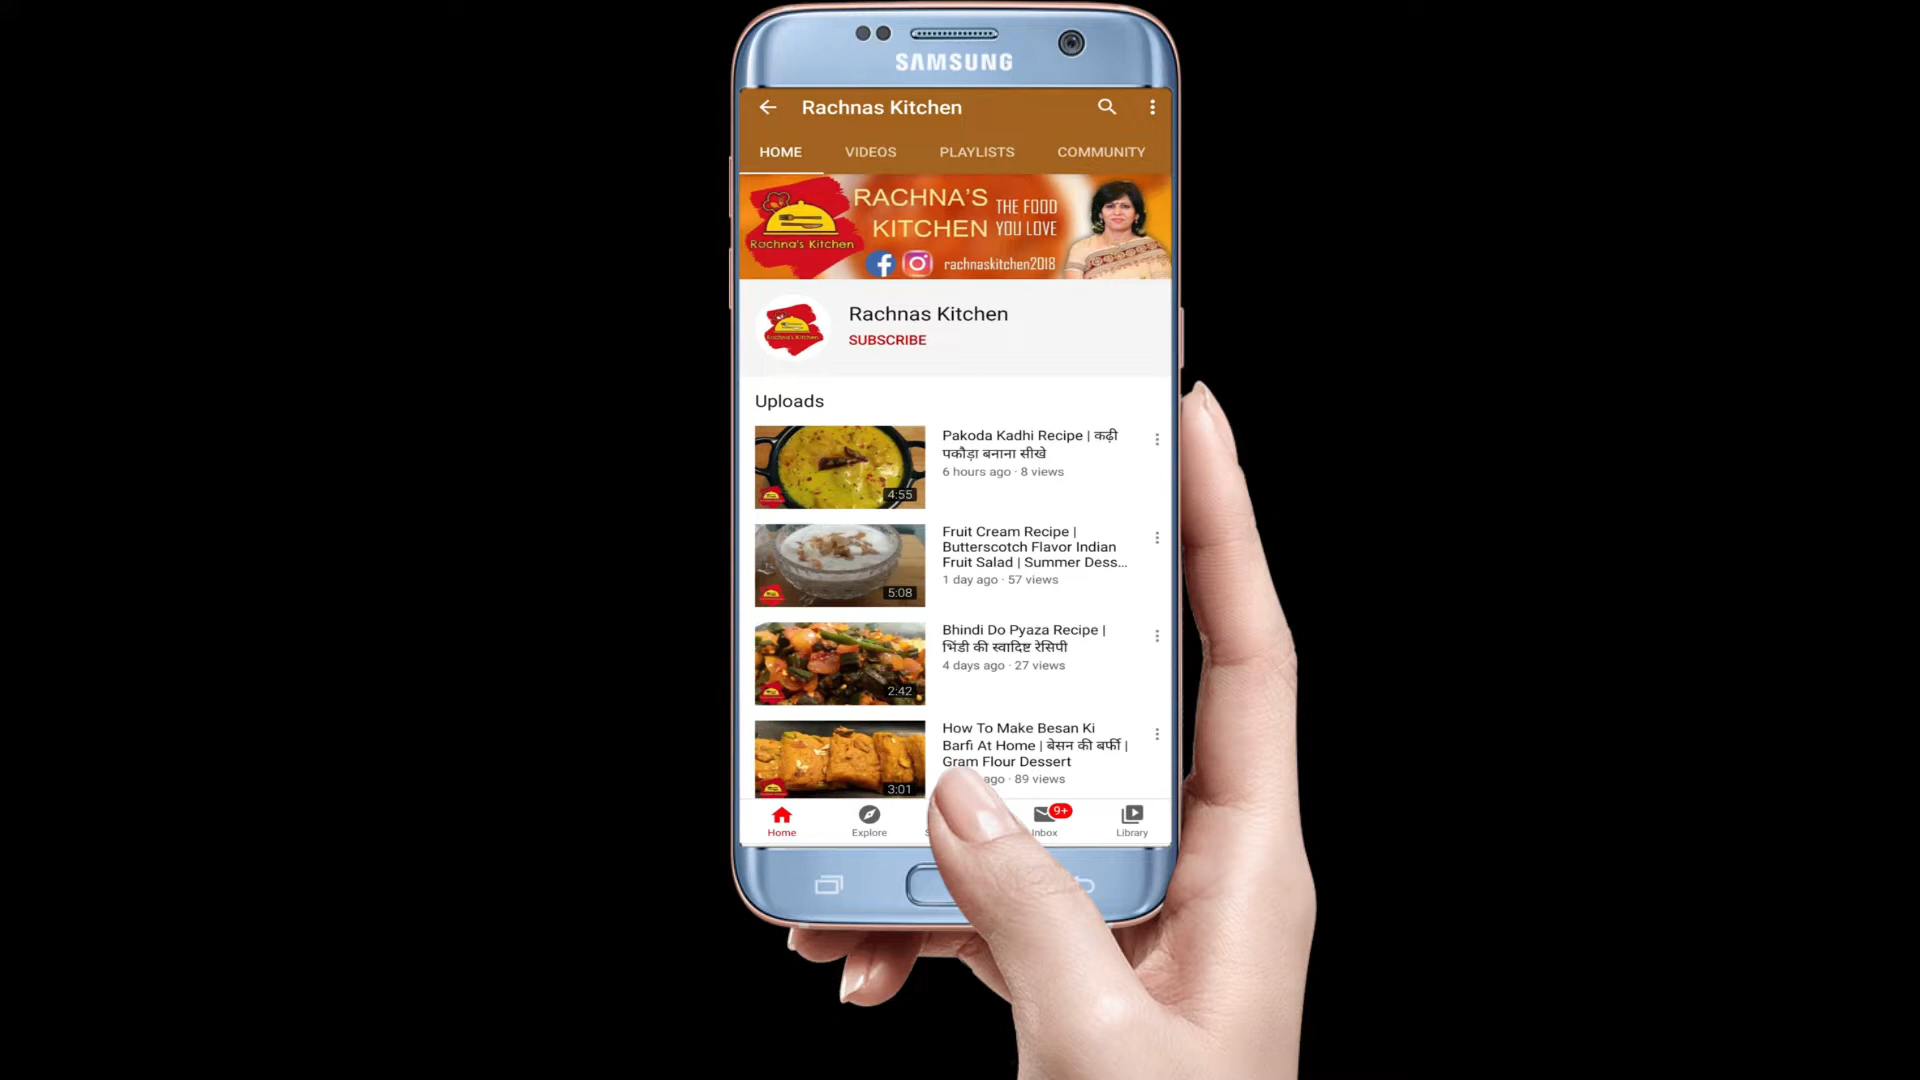 SAMSUNG
Rachnas Kitchen
HOME VIDEOS PLAYLISTS COMMUNITY
RACHNA'S
KITCHEN
THE FOOD
YOU LOVE
Rachna's Kitchen
rachnaskitchen2018
Rachnas Kitchen
Rachna's Kitchen
SUBSCRIBE
Uploads
Pakoda Kadhi Recipe | कढ़ी
पकौड़ा बनाना सीखे
6 hours ago · 8 views
4:55
Fruit Cream Recipe |
Butterscotch Flavor Indian
Fruit Salad | Summer Dess...
1 day ago · 57 views
5:08
Bhindi Do Pyaza Recipe |
भिंडी की स्वादिष्ट रेसिपी
4 days ago · 27 views
2:42
How To Make Besan Ki
Barfi At Home | बेसन की बर्फी |
Gram Flour Dessert
ago · 89 views
3:01
9+
Home Explore Inbox Library